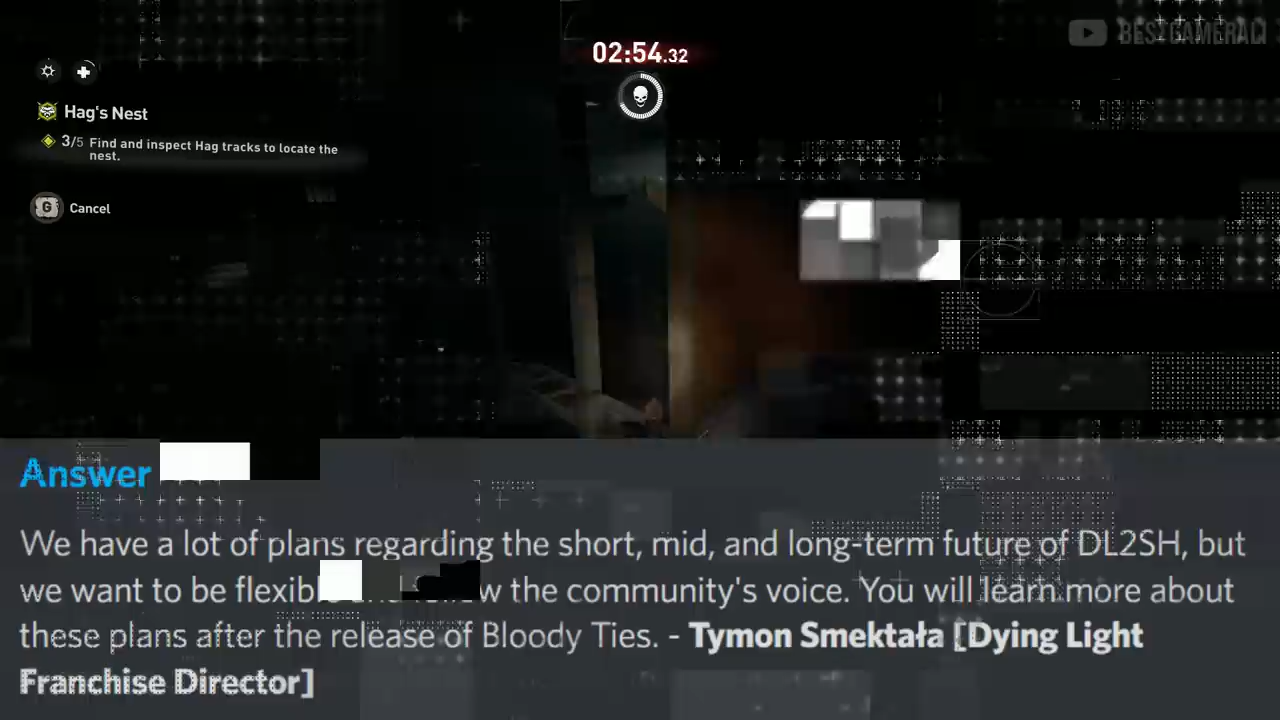 02:54.32
BESTGAMERALI
Hag's Nest
3/5 Find and inspect Hag tracks to locate the
nest.
G Cancel
Answer
We have a lot of plans regarding the short, mid, and long-term future of DL2SH, but
we want to be the community's voice. You will learn more about
these plans after the release of Bloody Ties. - Tymon Smektała [Dying Light
Franchise Director]